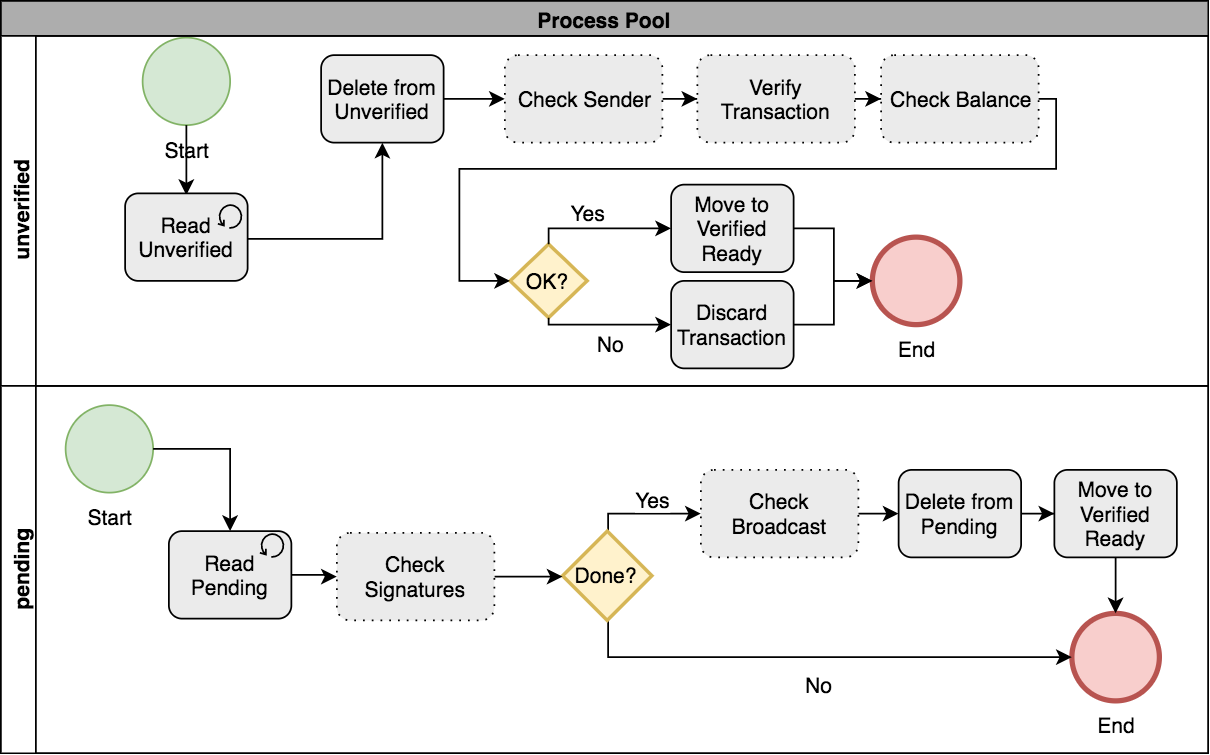 Process Pool
unverified
Start
Read
Unverified
Delete from
Unverified
Check Sender
Verify
Transaction
Check Balance
OK?
Yes
Move to
Verified
Ready
No
Discard
Transaction
End
pending
Start
Read
Pending
Check
Signatures
Done?
Yes
Check
Broadcast
Delete from
Pending
Move to
Verified
Ready
No
End